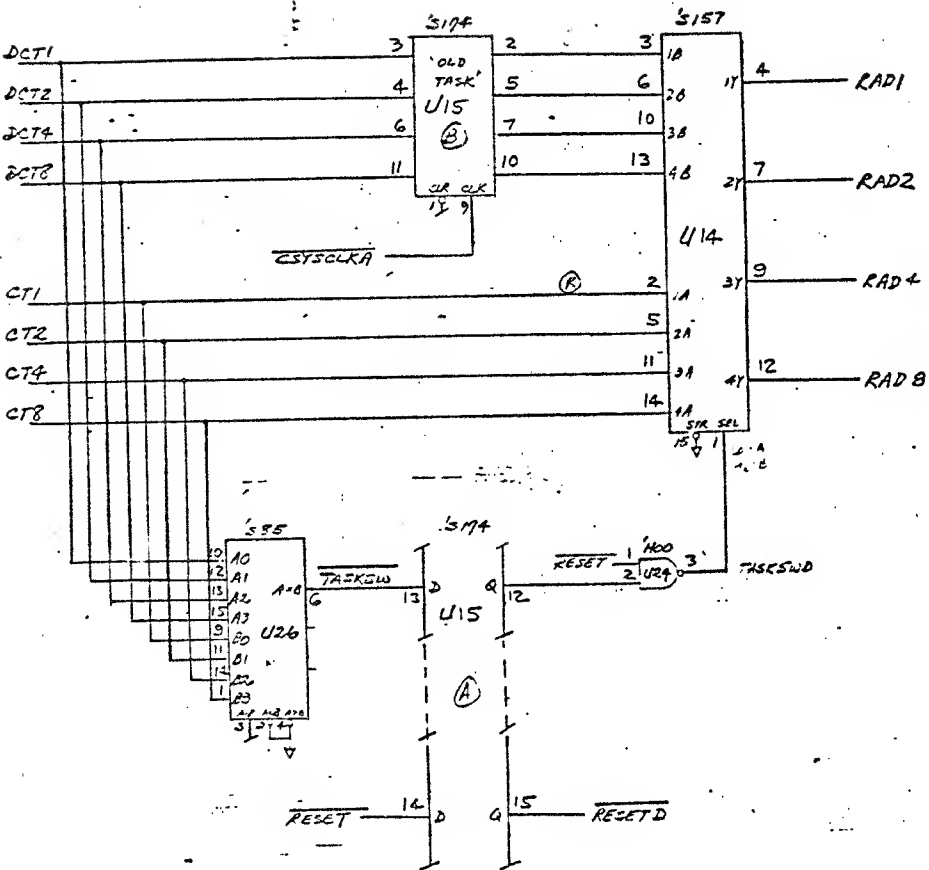 'S174
'S157
DCT1
3
'OLD
TASK'
2
3
1B
1Y
4
RAD1
DCT2
4
U15
5
6
2B
DCT4
6
B
7
10
3B
DCT8
11
10
13
4B
2Y
7
RAD2
CLR CLK
1 9
U14
CSYSCLKA
R
CT1
2
1A
3Y
9
RAD4
CT2
5
2A
CT4
11
3A
4Y
12
RAD8
CT8
14
4A
STR SEL
15 1
'S85
'S174
'H00
10 A0
12 A1
13 A2
15 A3
9 B0
11 B1
B2
1 B3
A=B
6
U26
TASKSW
13
D
U15
Q
12
RESET
1
2
U24
3
TASKSWD
3 2 4
A
RESET
14
D
Q
15
RESETD